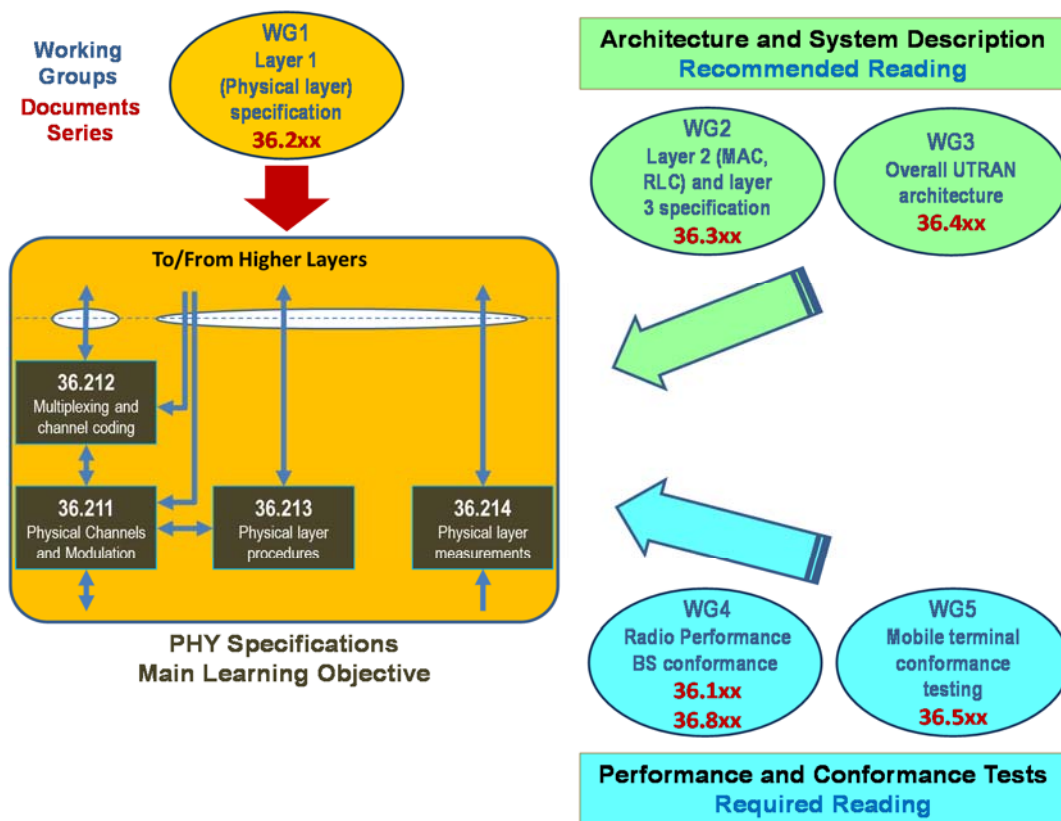 Working
Groups
Documents
Series
WG1
Layer 1
(Physical layer)
specification
36.2xx
To/From Higher Layers
36.212
Multiplexing and
channel coding
36.211
Physical Channels
and Modulation
36.213
Physical layer
procedures
36.214
Physical layer
measurements
PHY Specifications
Main Learning Objective
Architecture and System Description
Recommended Reading
WG2
Layer 2 (MAC,
RLC) and layer
3 specification
36.3xx
WG3
Overall UTRAN
architecture
36.4xx
WG4
Radio Performance
BS conformance
36.1xx
36.8xx
WG5
Mobile terminal
conformance
testing
36.5xx
Performance and Conformance Tests
Required Reading